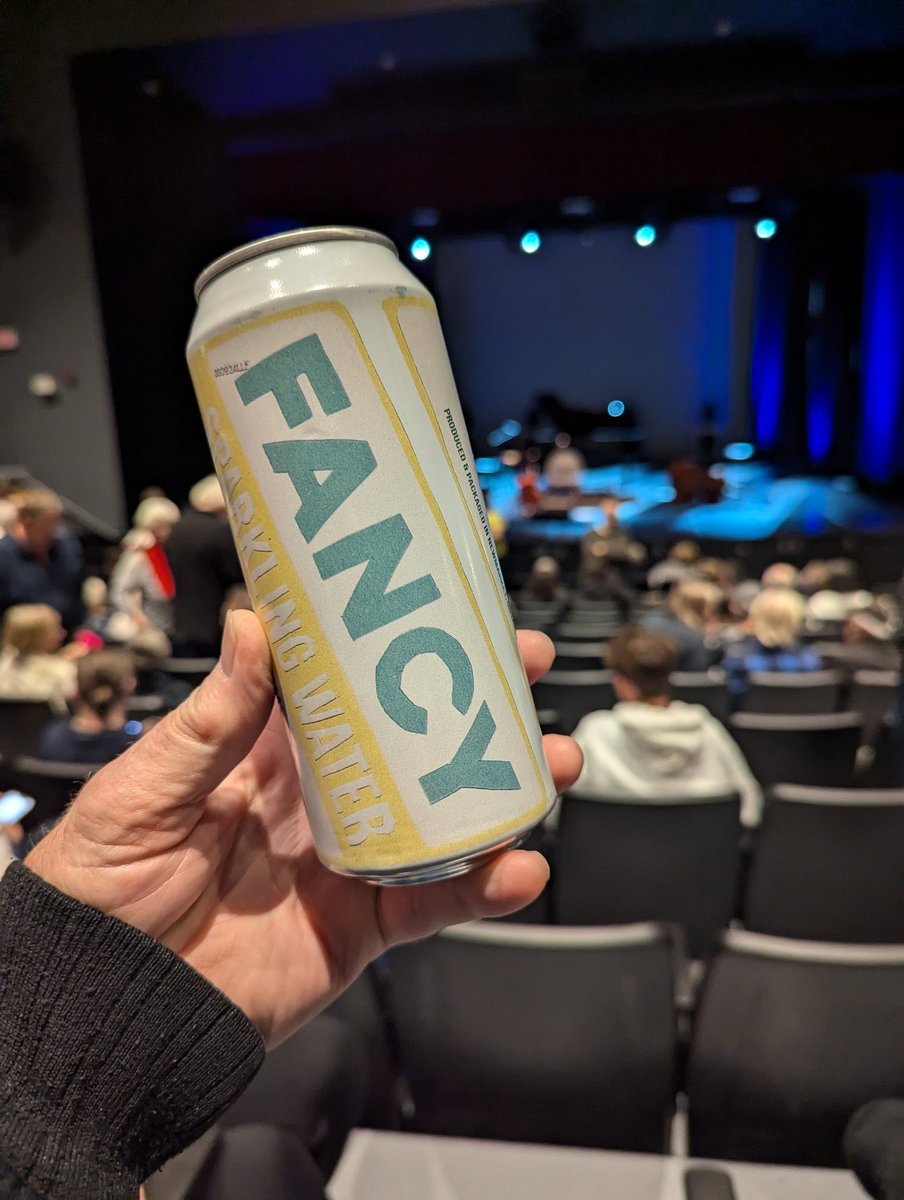 FANCY
SPARKLING WATER
PRODUCED & PACKAGED IN